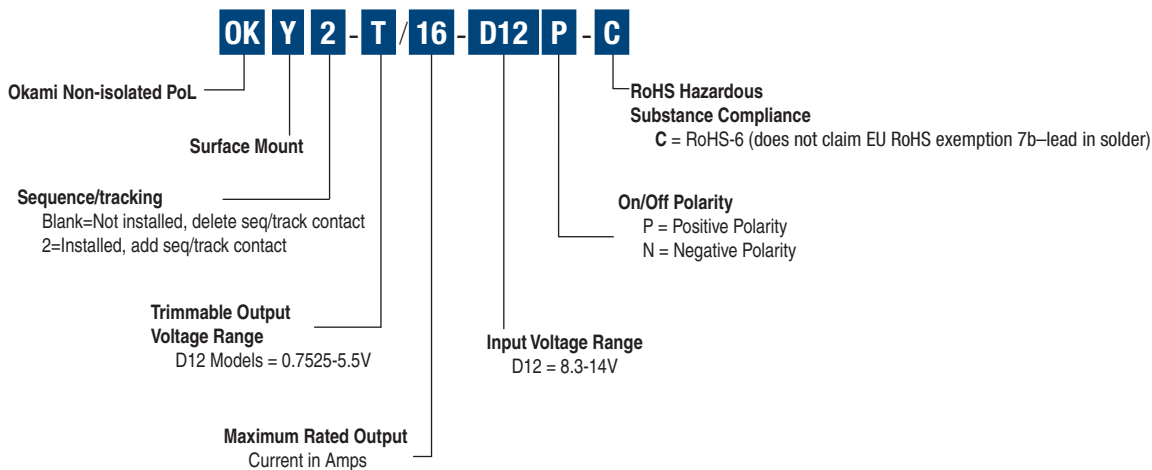 OK Y 2 - T / 16 - D12 P - C
Okami Non-isolated PoL
RoHS Hazardous
Substance Compliance
C = RoHS-6 (does not claim EU RoHS exemption 7b–lead in solder)
Surface Mount
Sequence/tracking
Blank=Not installed, delete seq/track contact
2=Installed, add seq/track contact
On/Off Polarity
P = Positive Polarity
N = Negative Polarity
Trimmable Output
Voltage Range
D12 Models = 0.7525-5.5V
Input Voltage Range
D12 = 8.3-14V
Maximum Rated Output
Current in Amps